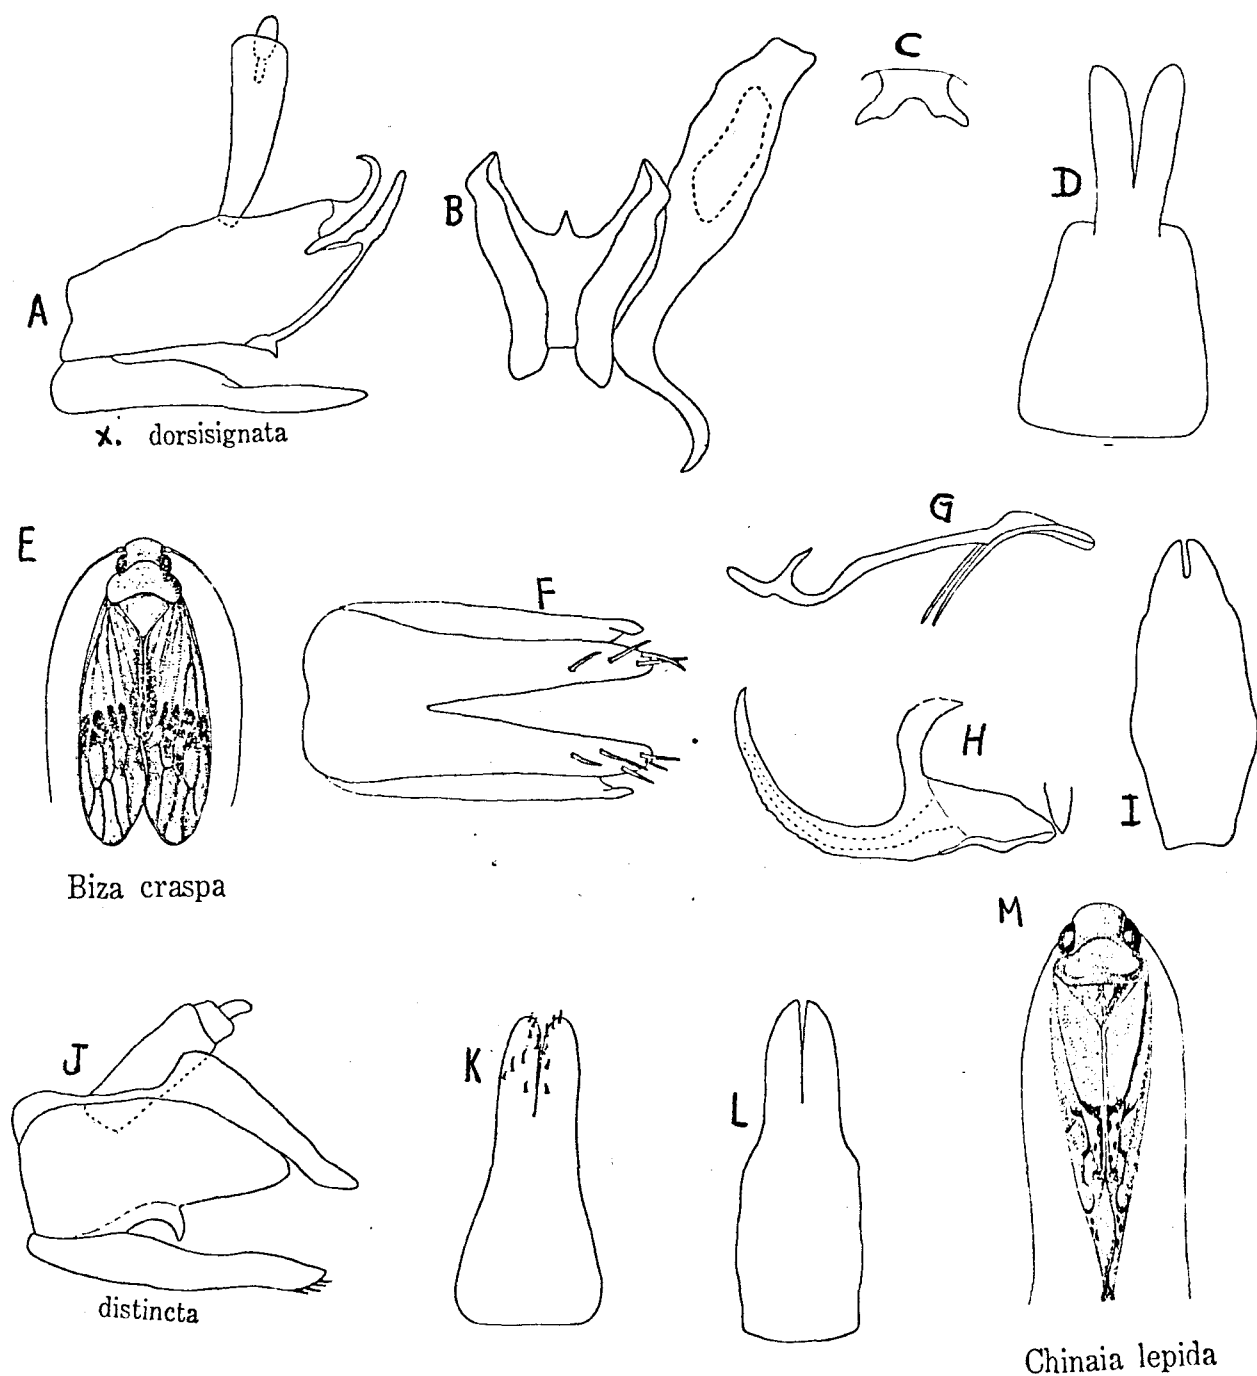 C
D
B
A
x. dorsisignata
E
G
F
H
I
Biza craspa
M
J
K
L
distincta
Chinaia lepida